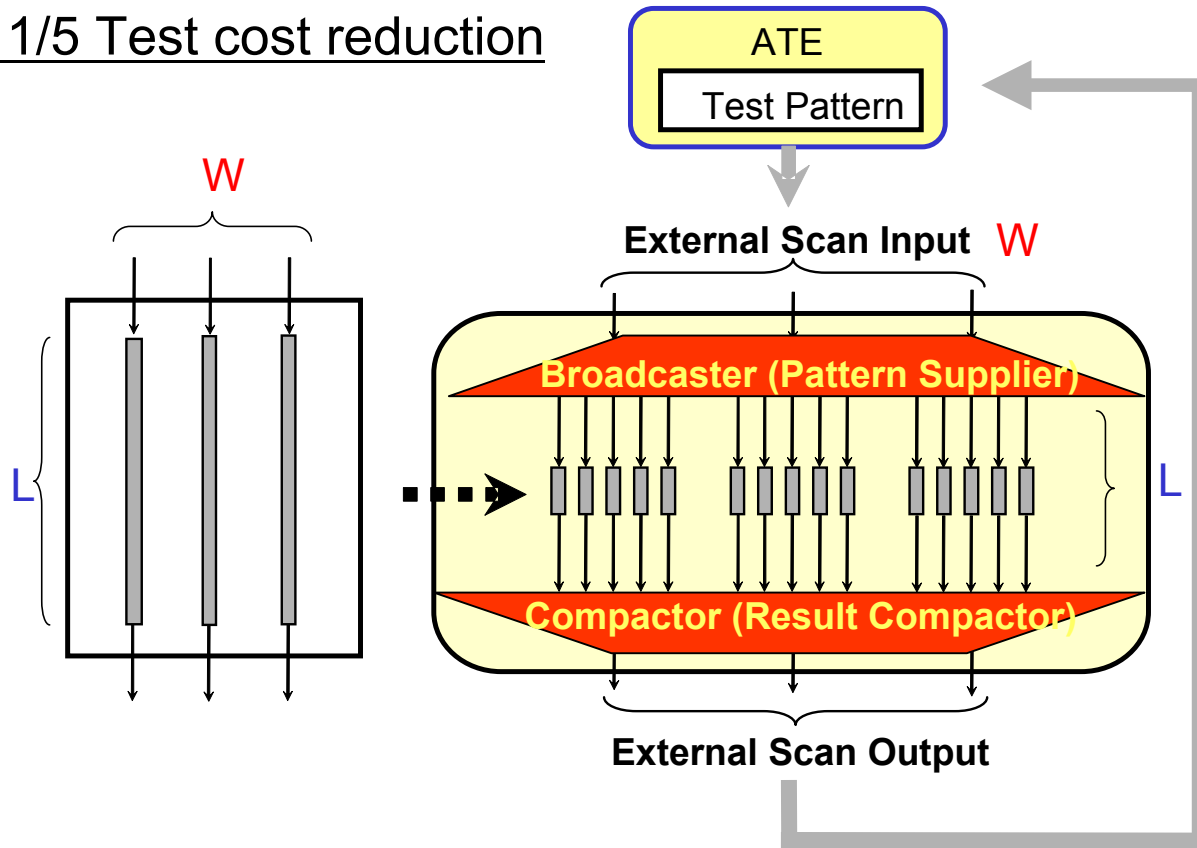 1/5 Test cost reduction
ATE
Test Pattern
W
External Scan Input W
Broadcaster (Pattern Supplier)
L
L
Compactor (Result Compactor)
External Scan Output